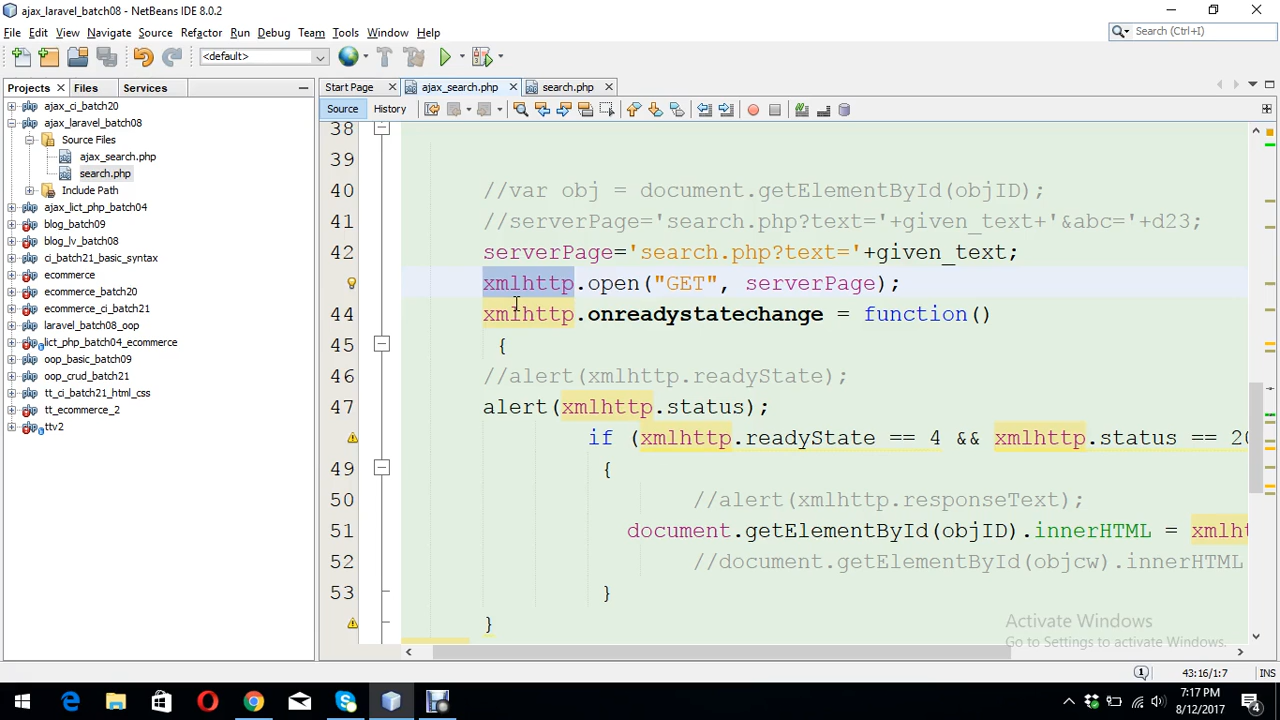 ajax_laravel_batch08 - NetBeans IDE 8.0.2
File Edit View Navigate Source Refactor Run Debug Team Tools Window Help
Search (Ctrl+I)
<default>
Projects Files Services
Start Page ajax_search.php search.php
Source History
ajax_ci_batch20
ajax_laravel_batch08
Source Files
ajax_search.php
search.php
Include Path
ajax_lict_php_batch04
blog_batch09
blog_lv_batch08
ci_batch21_basic_syntax
ecommerce
ecommerce_batch20
ecommerce_ci_batch21
laravel_batch08_oop
lict_php_batch04_ecommerce
oop_basic_batch09
oop_crud_batch21
tt_ci_batch21_html_css
tt_ecommerce_2
ttv2
38
39
40 //var obj = document.getElementById(objID);
41 //serverPage='search.php?text='+given_text+'&abc='+d23;
42 serverPage='search.php?text='+given_text;
xmlhttp.open("GET", serverPage);
44 xmlhttp.onreadystatechange = function()
45 {
46 //alert(xmlhttp.readyState);
47 alert(xmlhttp.status);
if (xmlhttp.readyState == 4 && xmlhttp.status == 20
49 {
50 //alert(xmlhttp.responseText);
51 document.getElementById(objID).innerHTML = xmlht
52 //document.getElementById(objcw).innerHTML
53 }
}
Activate Windows
Go to Settings to activate Windows.
1 43:16/1:7 INS
7:17 PM
8/12/2017
4